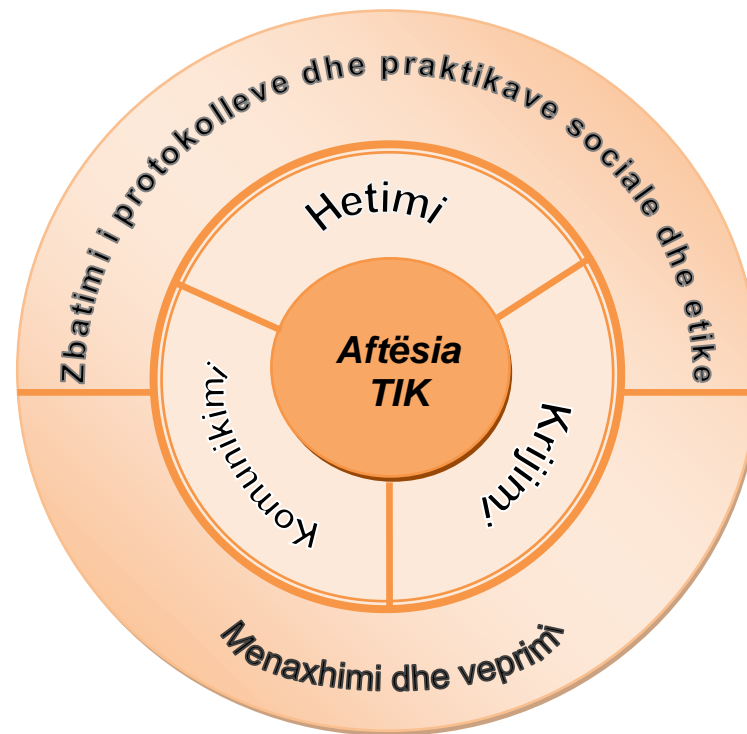 Zbatimi i protokolleve dhe praktikave sociale dhe etike
Hetimi
Aftësia
TIK
Komunikimi
Krijimi
Menaxhimi dhe veprimi